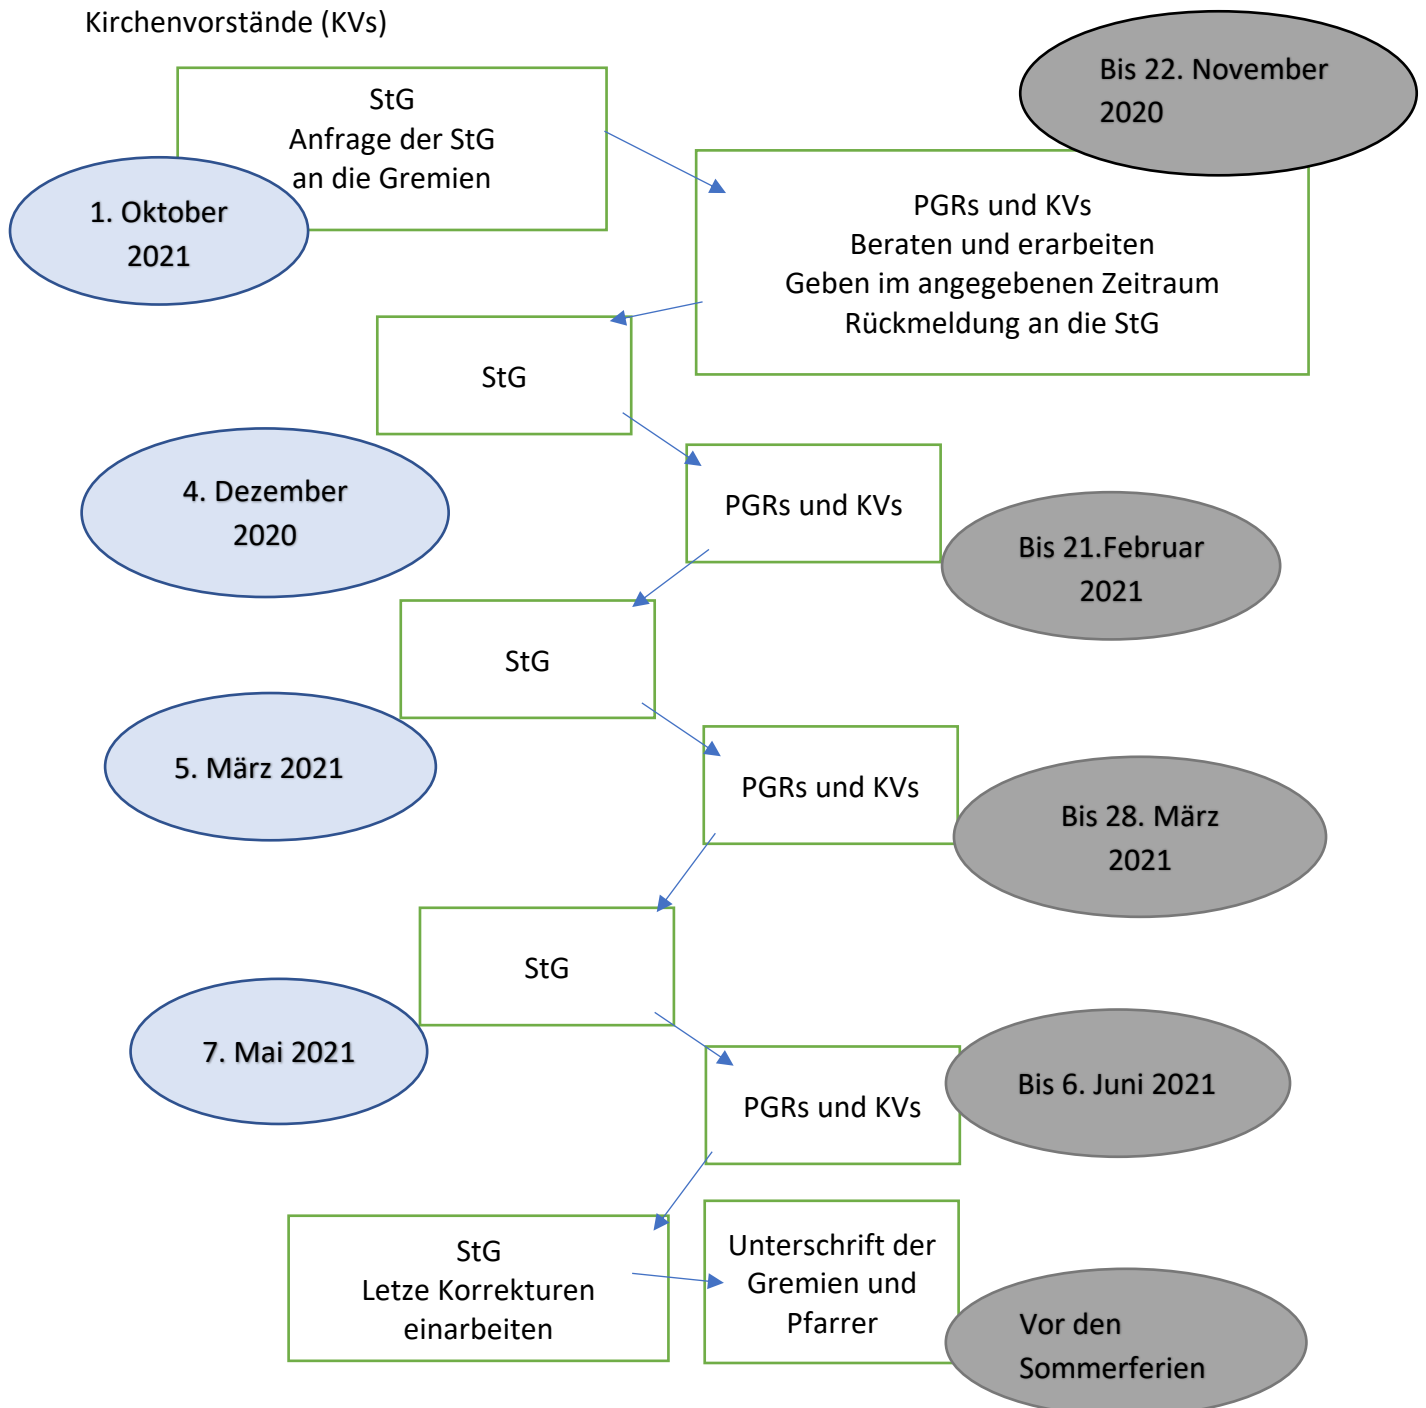 Kirchenvorstände (KVs)
StG
Anfrage der StG
an die Gremien
1. Oktober
2021
Bis 22. November
2020
PGRs und KVs
Beraten und erarbeiten
Geben im angegebenen Zeitraum
Rückmeldung an die StG
StG
4. Dezember
2020
PGRs und KVs
Bis 21.Februar
2021
StG
5. März 2021
PGRs und KVs
Bis 28. März
2021
StG
7. Mai 2021
PGRs und KVs
Bis 6. Juni 2021
StG
Letze Korrekturen
einarbeiten
Unterschrift der
Gremien und
Pfarrer
Vor den
Sommerferien